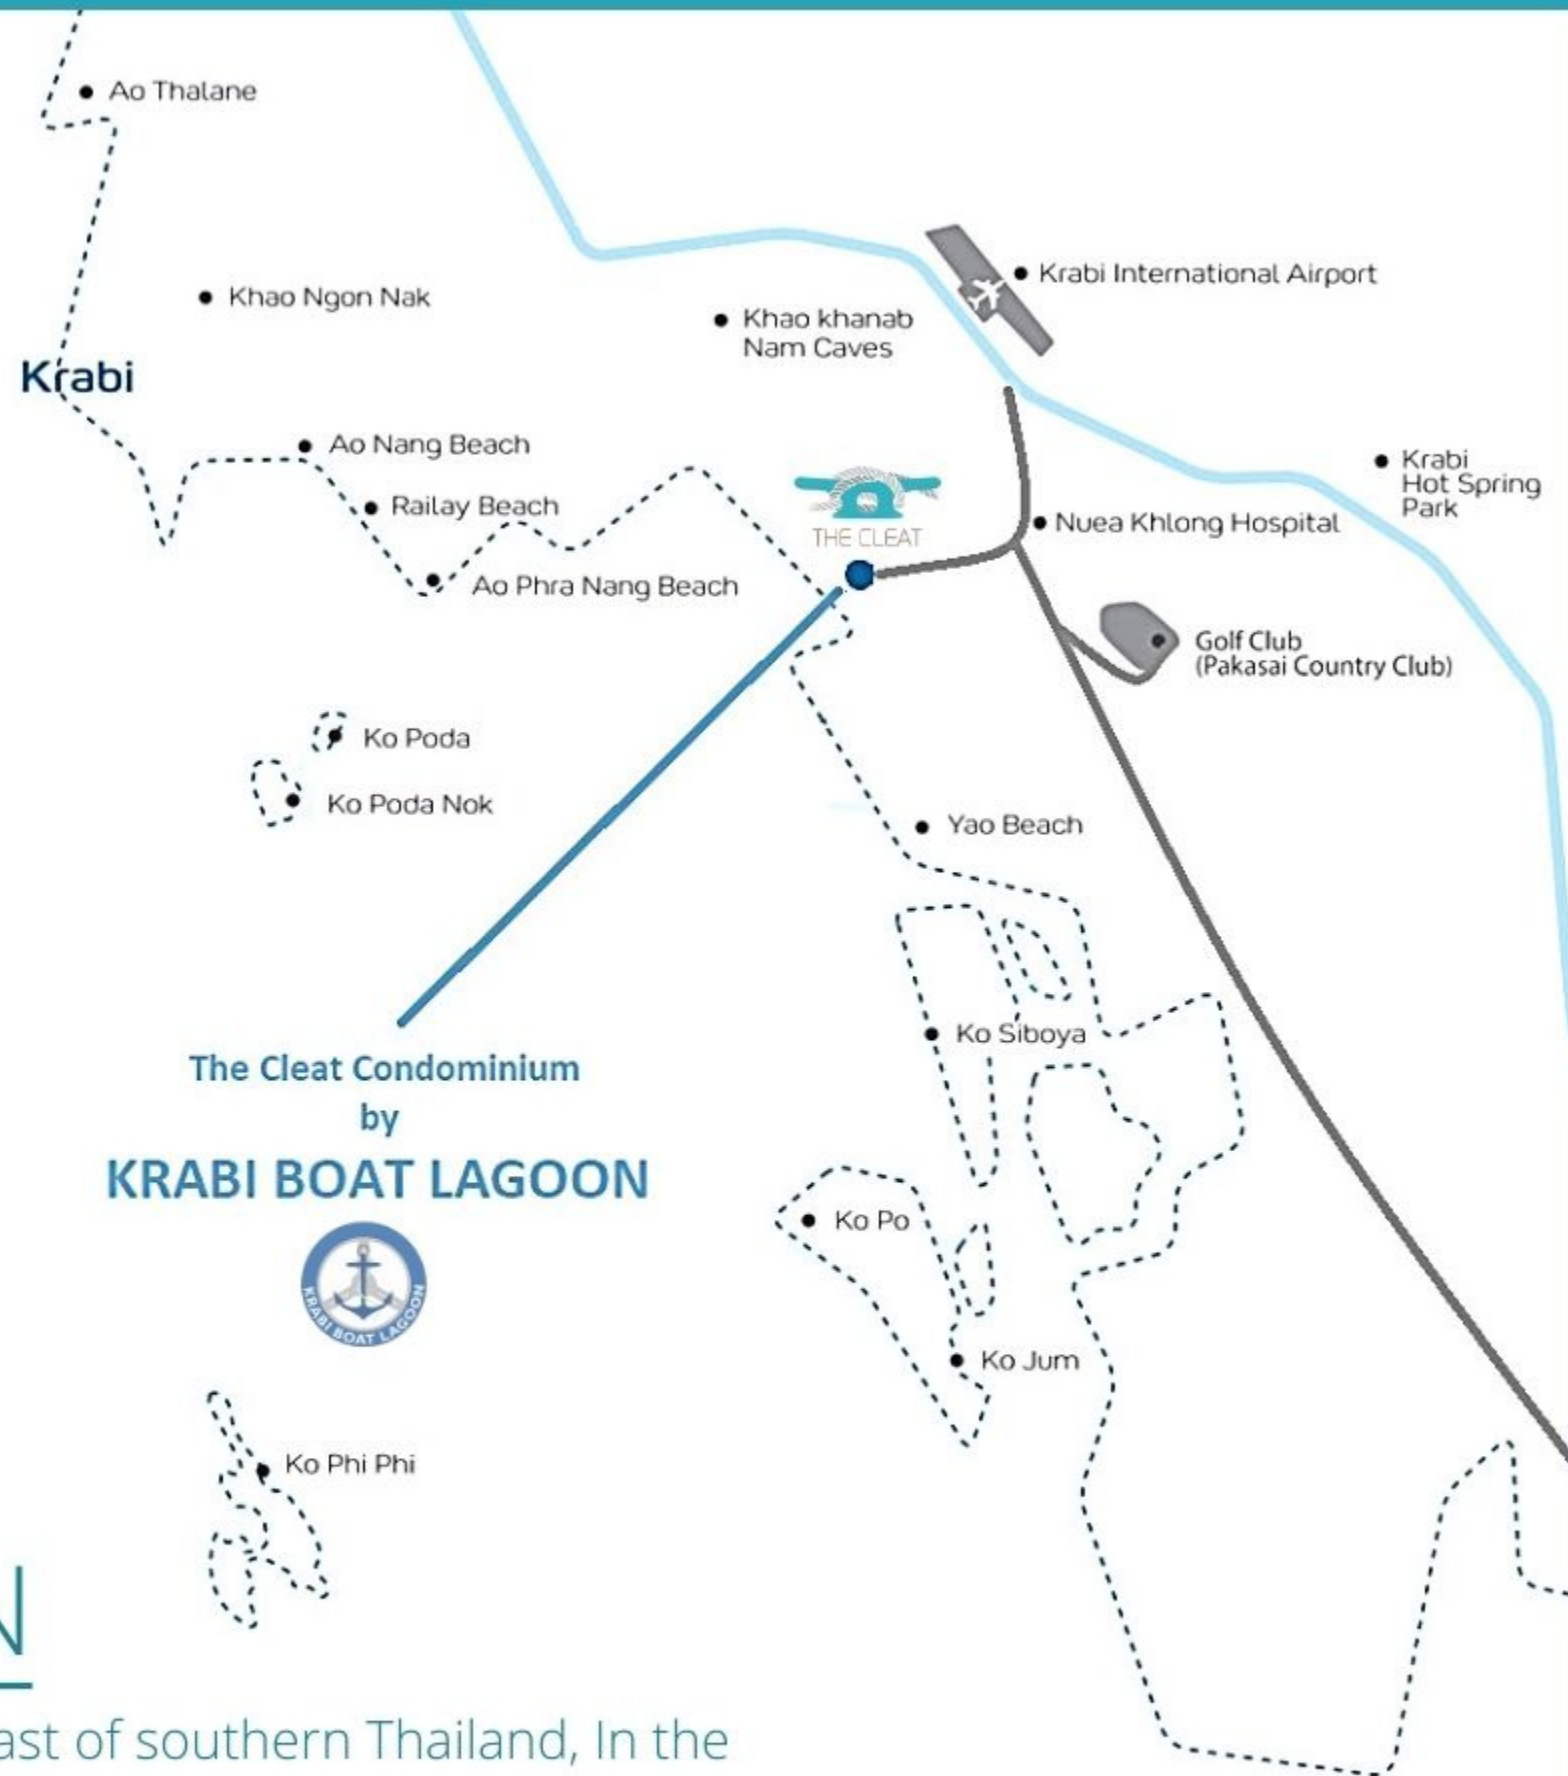 Ao Thalane
Krabi International Airport
Khao Ngon Nak
Khao khanab
Nam Caves
Krabi
Ao Nang Beach
Krabi
Hot Spring
Park
Railay Beach
Nuea Khlong Hospital
THE CLEAT
Ao Phra Nang Beach
Golf Club
(Pakasai Country Club)
Ko Poda
Ko Poda Nok
Yao Beach
Ko Siboya
The Cleat Condominium
by
KRABI BOAT LAGOON
Ko Po
KRABI BOAT LAGOON
Ko Jum
Ko Phi Phi
N
ast of southern Thailand, In the